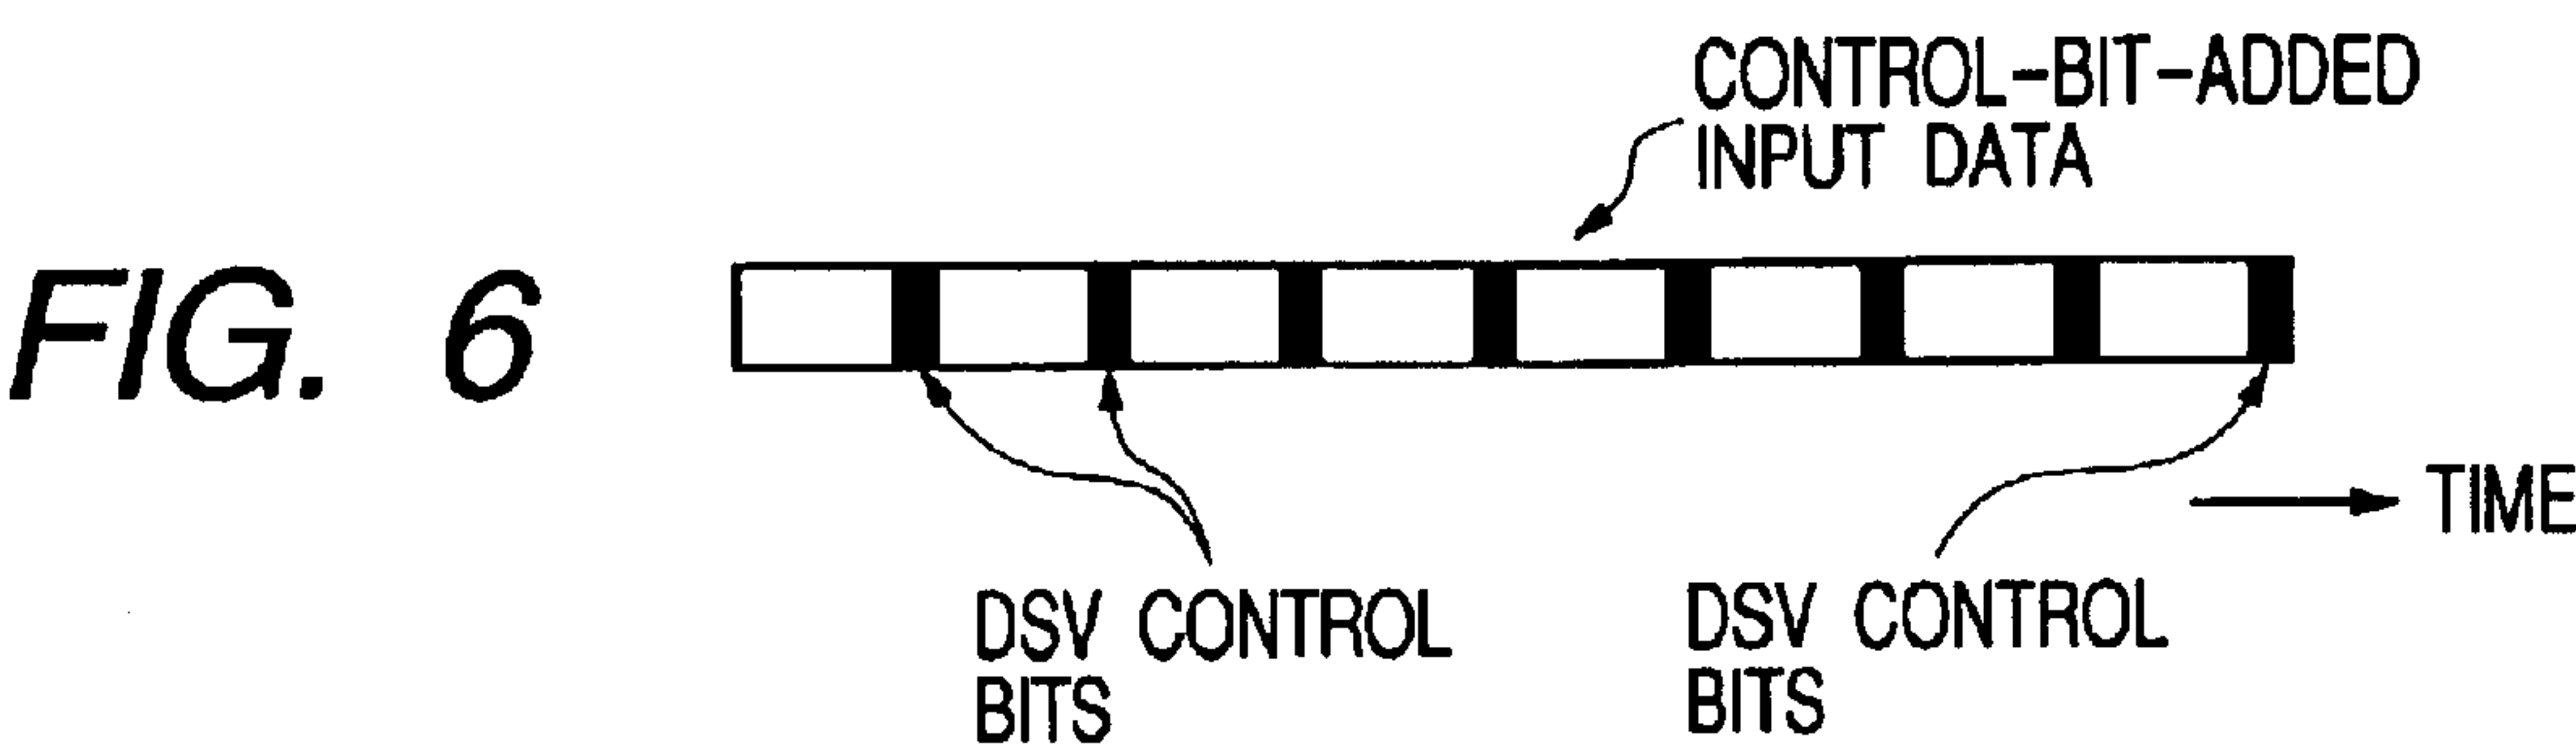 CONTROL-BIT-ADDED
INPUT DATA
FIG. 6
TIME
DSV CONTROL
BITS
DSV CONTROL
BITS